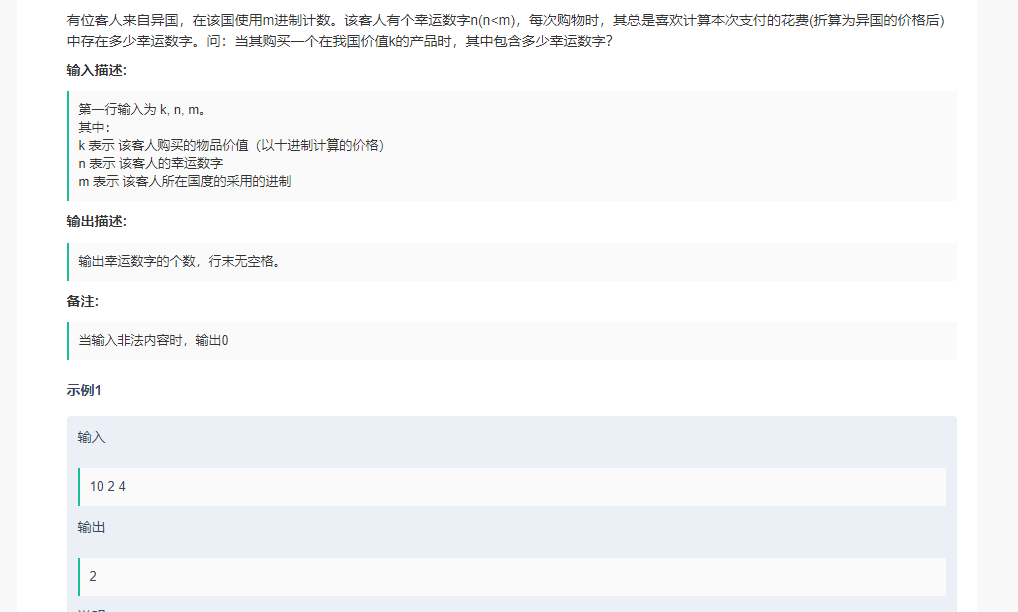 有位客人来自异国，在该国使用m进制计数。该客人有个幸运数字n(n<m)，每次购物时，其总是喜欢计算本次支付的花费(折算为异国的价格后)
中存在多少幸运数字。问：当其购买一个在我国价值k的产品时，其中包含多少幸运数字？
输入描述:
第一行输入为 k, n, m。
其中：
k 表示 该客人购买的物品价值（以十进制计算的价格）
n 表示 该客人的幸运数字
m 表示 该客人所在国度的采用的进制
输出描述:
输出幸运数字的个数，行末无空格。
备注:
当输入非法内容时，输出0
示例1
输入
10 2 4
输出
2